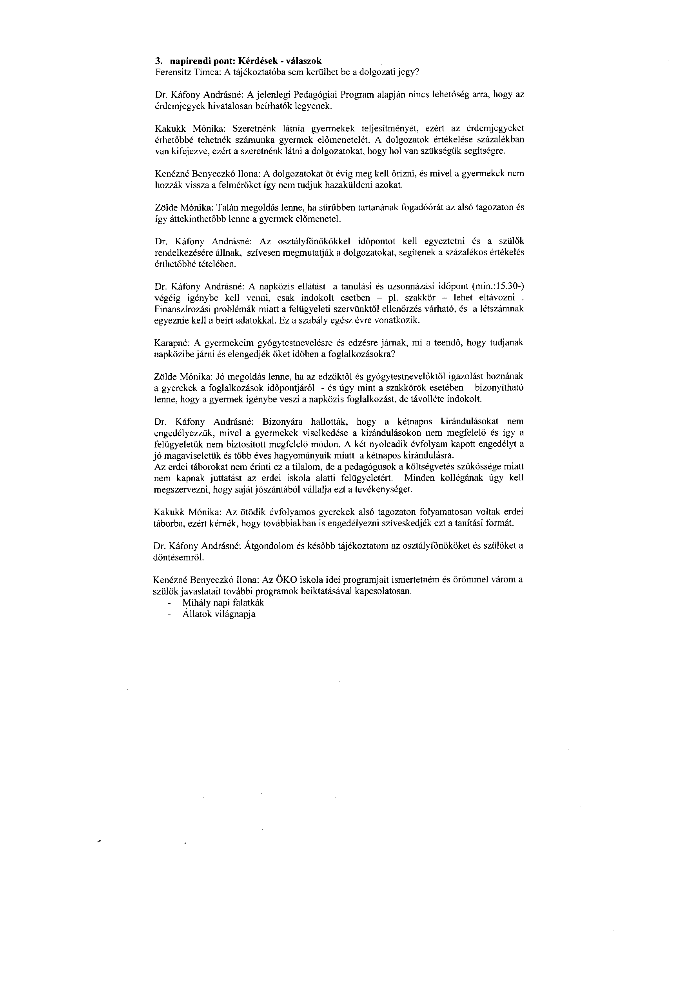 3. napirendi pont: Kérdések - válaszok
Ferensitz Tímea: A tájékoztatóba sem kerülhet be a dolgozati jegy?
Dr. Káfony Andrásné: A jelenlegi Pedagógiai Program alapján nincs lehetőség arra, hogy az
érdemjegyek hivatalosan beírhatók legyenek.
Kakukk Mónika: Szeretnénk látnia gyermekek teljesítményét, ezért az érdemjegyeket
érhetőbbé tehetnék számunka gyermek előmenetelét. A dolgozatok értékelése százalékban
van kifejezve, ezért a szeretnénk látni a dolgozatokat, hogy hol van szükségük segítségre.
Kenézné Benyeczkó Ilona: A dolgozatokat öt évig meg kell őrizni, és mivel a gyermekek nem
hozzák vissza a felmérőket így nem tudjuk hazaküldeni azokat.
Zölde Mónika: Talán megoldás lenne, ha sűrűbben tartanának fogadóórát az alsó tagozaton és
így áttekinthetőbb lenne a gyermek előmenetel.
Dr. Káfony Andrásné: Az osztályfőnökökkel időpontot kell egyeztetni és a szülők
rendelkezésére állnak, szívesen megmutatják a dolgozatokat, segítenek a százalékos értékelés
érthetőbbé tételében.
Dr. Káfony Andrásné: A napközis ellátást a tanulási és uzsonnázási időpont (min.:15.30-)
végéig igénybe kell venni, csak indokolt esetben – pl. szakkör – lehet eltávozni .
Finanszírozási problémák miatt a felügyeleti szervünktől ellenőrzés várható, és a létszámnak
egyeznie kell a beírt adatokkal. Ez a szabály egész évre vonatkozik.
Karapné: A gyermekeim gyógytestnevelésre és edzésre járnak, mi a teendő, hogy tudjanak
napközibe járni és elengedjék őket időben a foglalkozásokra?
Zölde Mónika: Jó megoldás lenne, ha az edzőktől és gyógytestnevelőktől igazolást hoznának
a gyerekek a foglalkozások időpontjáról - és úgy mint a szakkörök esetében – bizonyítható
lenne, hogy a gyermek igénybe veszi a napközis foglalkozást, de távolléte indokolt.
Dr. Káfony Andrásné: Bizonyára hallották, hogy a kétnapos kirándulásokat nem
engedélyezzük, mivel a gyermekek viselkedése a kirándulásokon nem megfelelő és így a
felügyeletük nem biztosított megfelelő módon. A két nyolcadik évfolyam kapott engedélyt a
jó magaviseletük és több éves hagyományaik miatt a kétnapos kirándulásra.
Az erdei táborokat nem érinti ez a tilalom, de a pedagógusok a költségvetés szűkössége miatt
nem kapnak juttatást az erdei iskola alatti felügyeletért. Minden kollégának úgy kell
megszervezni, hogy saját jószántából vállalja ezt a tevékenységet.
Kakukk Mónika: Az ötödik évfolyamos gyerekek alsó tagozaton folyamatosan voltak erdei
táborba, ezért kérnék, hogy továbbiakban is engedélyezni szíveskedjék ezt a tanítási formát.
Dr. Káfony Andrásné: Átgondolom és később tájékoztatom az osztályfőnököket és szülőket a
döntésemről.
Kenézné Benyeczkó Ilona: Az ÖKO iskola idei programjait ismertetném és örömmel várom a
szülök javaslatait további programok beiktatásával kapcsolatosan.
- Mihály napi falatkák
- Állatok világnapja